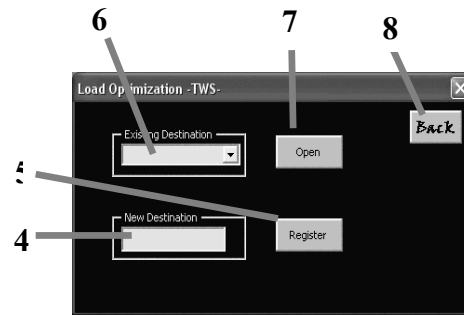 6 7 8
Load Optimization -TWS-
Back
Existing Destination
Open
5
New Destination
4
Register